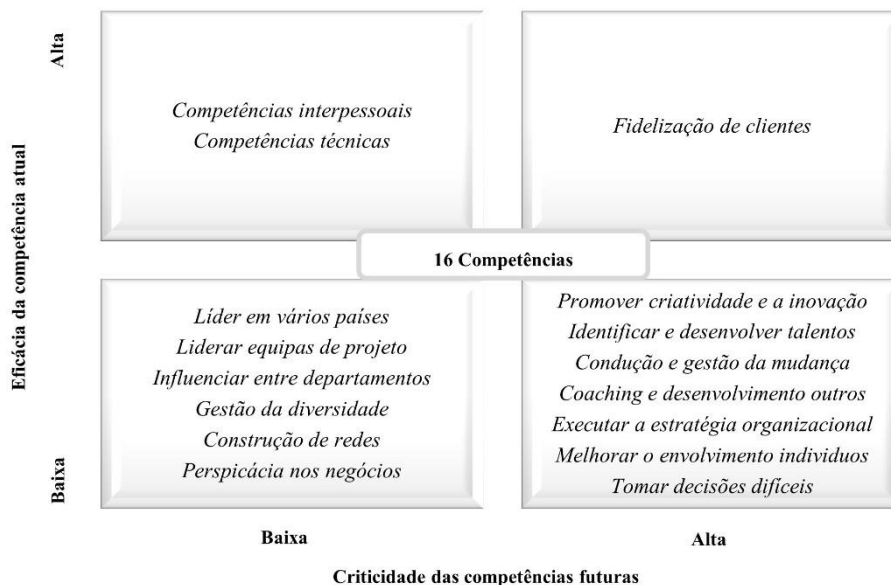 Alta
Eficácia da competência atual
Baixa
Competências interpessoais
Competências técnicas
Fidelização de clientes
16 Competências
Líder em vários países
Liderar equipas de projeto
Influenciar entre departamentos
Gestão da diversidade
Construção de redes
Perspicácia nos negócios
Promover criatividade e a inovação
Identificar e desenvolver talentos
Condução e gestão da mudança
Coaching e desenvolvimento outros
Executar a estratégia organizacional
Melhorar o envolvimento individuos
Tomar decisões difíceis
Baixa
Alta
Criticidade das competências futuras